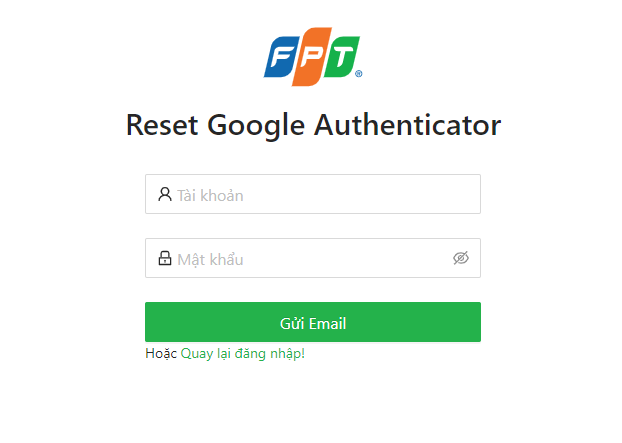 FPT®
Reset Google Authenticator
Tài khoản
Mật khẩu
Gửi Email
Hoặc Quay lại đăng nhập!